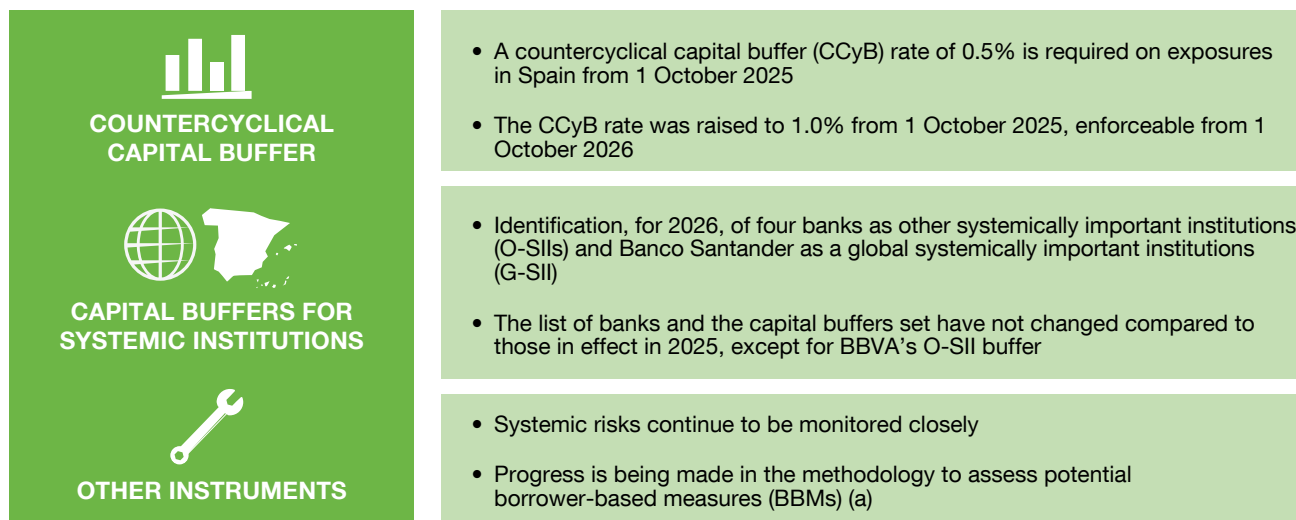 COUNTERCYCLICAL
CAPITAL BUFFER
• A countercyclical capital buffer (CCyB) rate of 0.5% is required on exposures
in Spain from 1 October 2025
• The CCyB rate was raised to 1.0% from 1 October 2025, enforceable from 1
October 2026
CAPITAL BUFFERS FOR
SYSTEMIC INSTITUTIONS
• Identification, for 2026, of four banks as other systemically important institutions
(O-SIIs) and Banco Santander as a global systemically important institutions
(G-SII)
• The list of banks and the capital buffers set have not changed compared to
those in effect in 2025, except for BBVA’s O-SII buffer
OTHER INSTRUMENTS
• Systemic risks continue to be monitored closely
• Progress is being made in the methodology to assess potential
borrower-based measures (BBMs) (a)